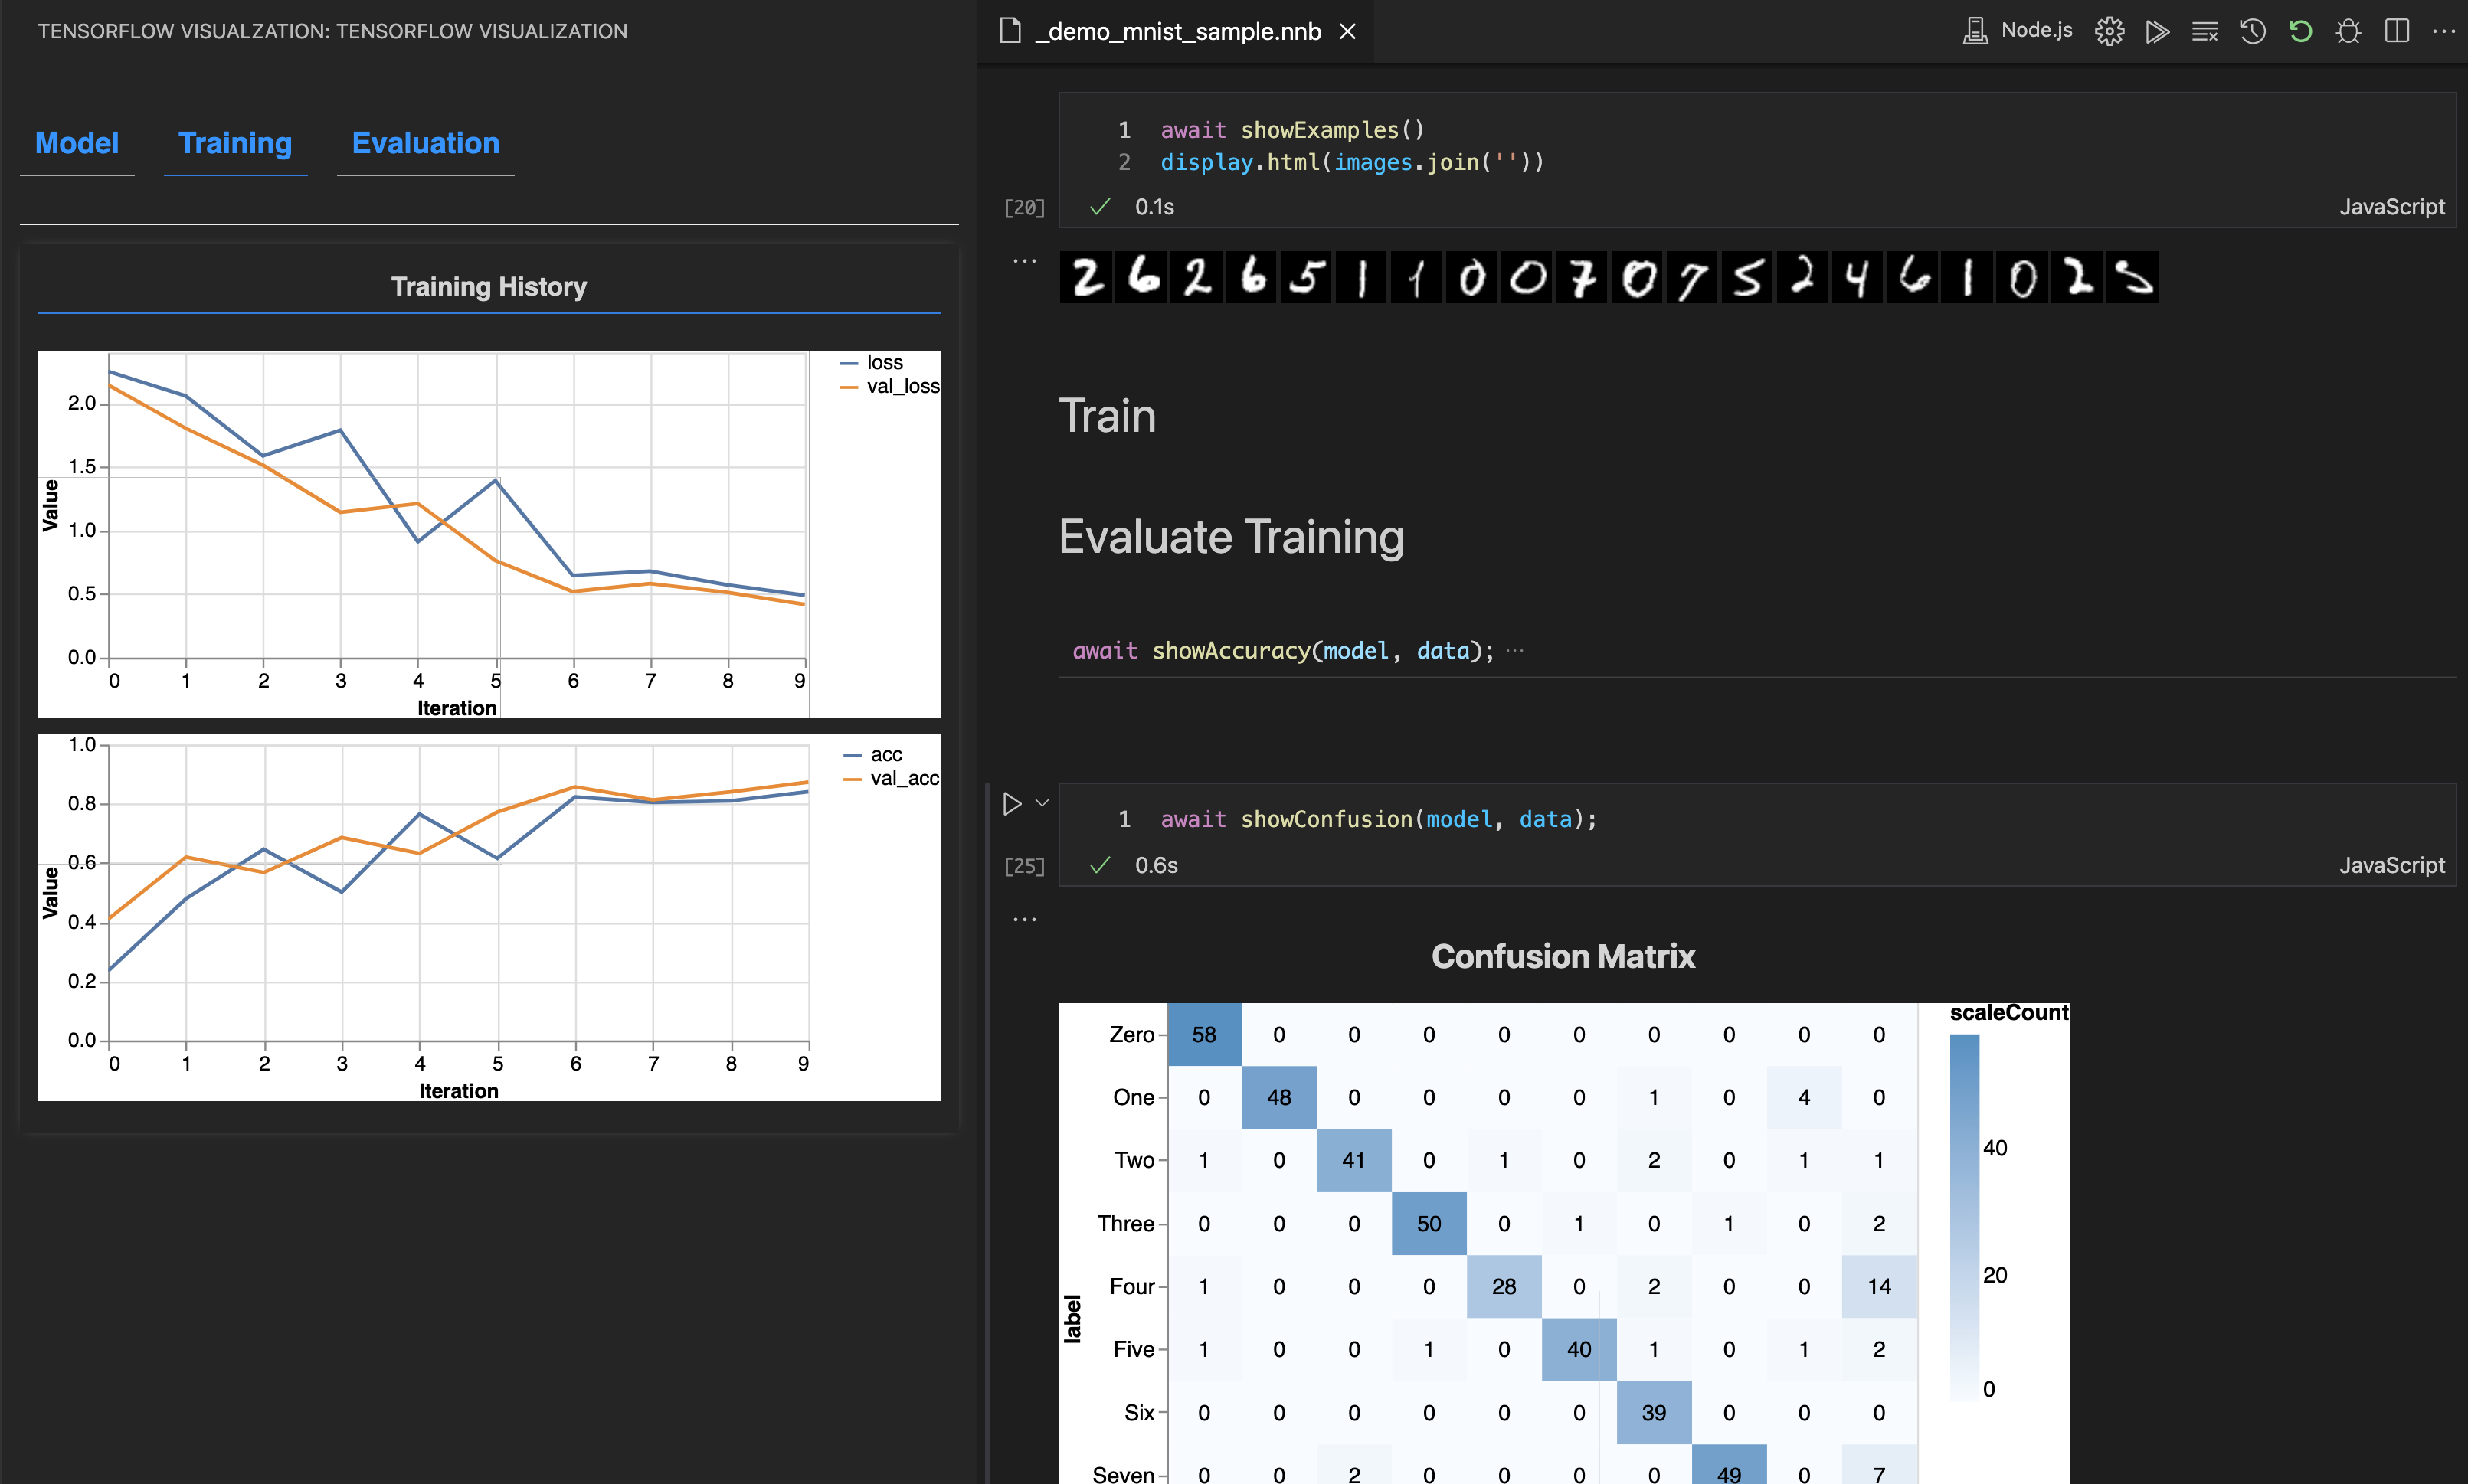 TENSORFLOW VISUALZATION: TENSORFLOW VISUALIZATION
Model Training Evaluation
Training History
loss
val_loss
2.0
1.5
1.0
0.5
0.0
Value
0 1 2 3 4 5 6 7 8 9
Iteration
acc
val_acc
1.0
0.8
0.6
0.4
0.2
0.0
Value
0 1 2 3 4 5 6 7 8 9
Iteration
_demo_mnist_sample.nnb
Node.js
1 await showExamples()
2 display.html(images.join(''))
[20] 0.1s JavaScript
...
2 6 2 6 5 1 1 0 0 7 0 7 5 2 4 6 1 0 2 5
Train
Evaluate Training
await showAccuracy(model, data); ...
1 await showConfusion(model, data);
[25] 0.6s JavaScript
...
Confusion Matrix
label
Zero 58 0 0 0 0 0 0 0 0 0
One 0 48 0 0 0 0 1 0 4 0
Two 1 0 41 0 1 0 2 0 1 1
Three 0 0 0 50 0 1 0 1 0 2
Four 1 0 0 0 28 0 2 0 0 14
Five 1 0 0 1 0 40 1 0 1 2
Six 0 0 0 0 0 0 39 0 0 0
Seven 0 0 2 0 0 0 0 49 0 7
scaleCount
40
20
0